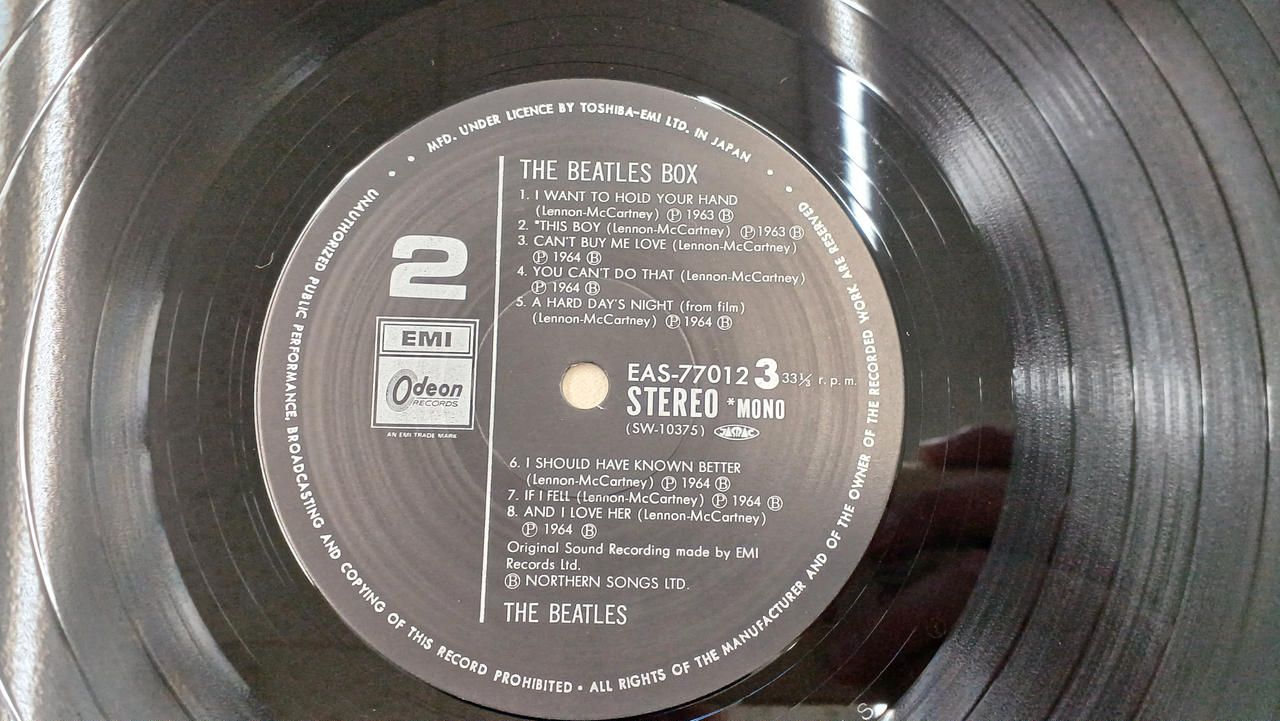 MFD. UNDER LICENCE BY TOSHIBA-EMI LTD. IN JAPAN
UNAUTHORIZED PUBLIC PERFORMANCE, BROADCASTING AND COPYING OF THIS RECORD PROHIBITED • ALL RIGHTS OF THE MANUFACTURER AND OF THE OWNER OF THE RECORDED WORK ARE RESERVED
2
EMI
Odeon
RECORDS
AN EMI TRADE MARK
THE BEATLES BOX
1. I WANT TO HOLD YOUR HAND
(Lennon-McCartney) Ⓟ 1963 Ⓑ
2. *THIS BOY (Lennon-McCartney) Ⓟ 1963 Ⓑ
3. CAN'T BUY ME LOVE (Lennon-McCartney)
Ⓟ 1964 Ⓑ
4. YOU CAN'T DO THAT (Lennon-McCartney)
Ⓟ 1964 Ⓑ
5. A HARD DAY'S NIGHT (from film)
(Lennon-McCartney) Ⓟ 1964 Ⓑ
EAS-77012 3 33⅓ r.p.m.
STEREO *MONO
(SW-10375) JASRAC
6. I SHOULD HAVE KNOWN BETTER
(Lennon-McCartney) Ⓟ 1964 Ⓑ
7. IF I FELL (Lennon-McCartney) Ⓟ 1964 Ⓑ
8. AND I LOVE HER (Lennon-McCartney)
Ⓟ 1964 Ⓑ
Original Sound Recording made by EMI
Records Ltd.
Ⓑ NORTHERN SONGS LTD.
THE BEATLES